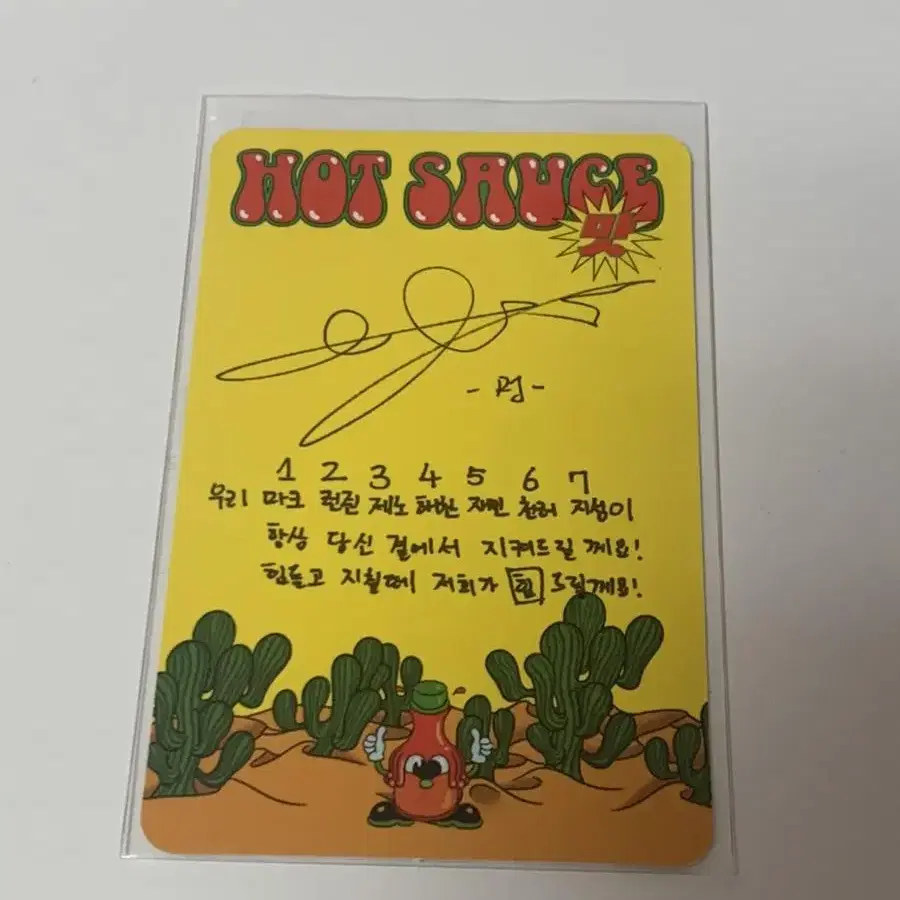 HOT SAUCE
맛
1 2 3 4 5 6 7
우리 마크 런쥔 제노 해찬 재민 천러 지성이
항상 당신 곁에서 지켜드릴 께요!
힘들고 지칠때 저희가 힘 드릴께요!